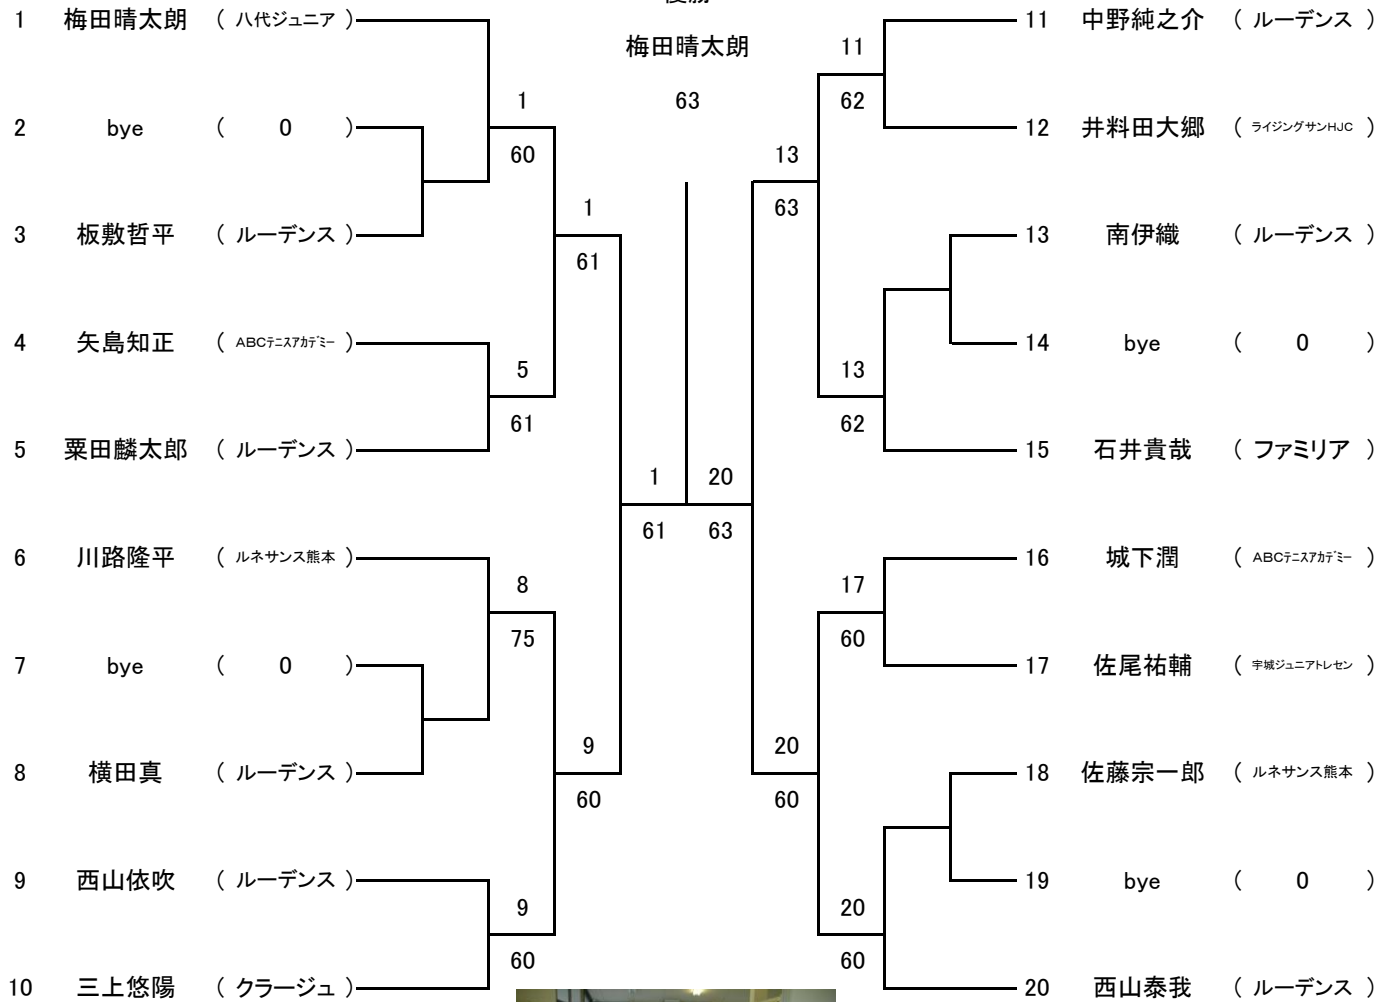 優勝
1 梅田晴太朗 ( 八代ジュニア )
2 bye ( 0 )
3 板敷哲平 ( ルーデンス )
4 矢島知正 ( ABCﾃﾆｽｱｶﾃﾞﾐｰ )
5 粟田麟太郎 ( ルーデンス )
6 川路隆平 ( ルネサンス熊本 )
7 bye ( 0 )
8 横田真 ( ルーデンス )
9 西山依吹 ( ルーデンス )
10 三上悠陽 ( クラージュ )
1
60
5
61
8
75
9
60
1
61
9
60
1
61
梅田晴太朗
63
20
63
13
63
20
60
11
62
13
62
17
60
20
60
11 中野純之介 ( ルーデンス )
12 井料田大郷 ( ライジングサンHJC )
13 南伊織 ( ルーデンス )
14 bye ( 0 )
15 石井貴哉 ( ファミリア )
16 城下潤 ( ABCﾃﾆｽｱｶﾃﾞﾐｰ )
17 佐尾祐輔 ( 宇城ジュニアトレセン )
18 佐藤宗一郎 ( ルネサンス熊本 )
19 bye ( 0 )
20 西山泰我 ( ルーデンス )